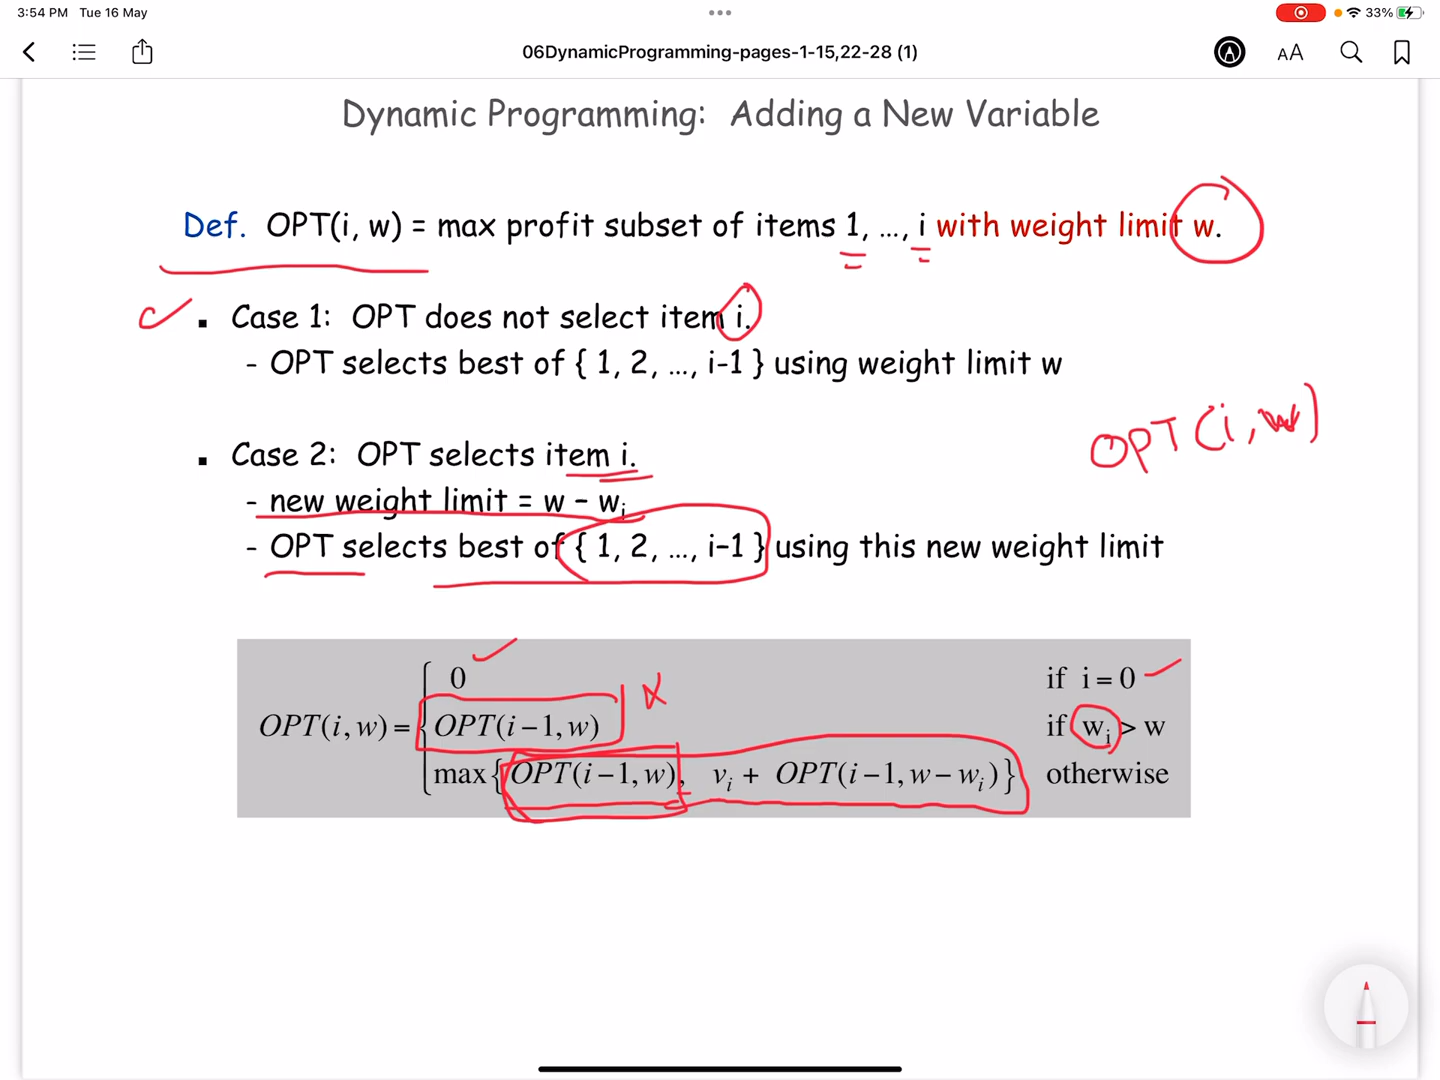 3:54 PM Tue 16 May
33%
06DynamicProgramming-pages-1-15,22-28 (1)
AA
Dynamic Programming: Adding a New Variable
Def. OPT(i, w) = max profit subset of items 1, ..., i with weight limit w.
▪ Case 1: OPT does not select item i.
- OPT selects best of { 1, 2, ..., i-1 } using weight limit w
OPT(i, w)
▪ Case 2: OPT selects item i.
- new weight limit = w – wᵢ
- OPT selects best of { 1, 2, ..., i–1 } using this new weight limit
0 if i = 0
OPT(i, w) = { OPT(i−1, w) if wᵢ > w
max{ OPT(i−1, w), vᵢ + OPT(i−1, w−wᵢ)} otherwise